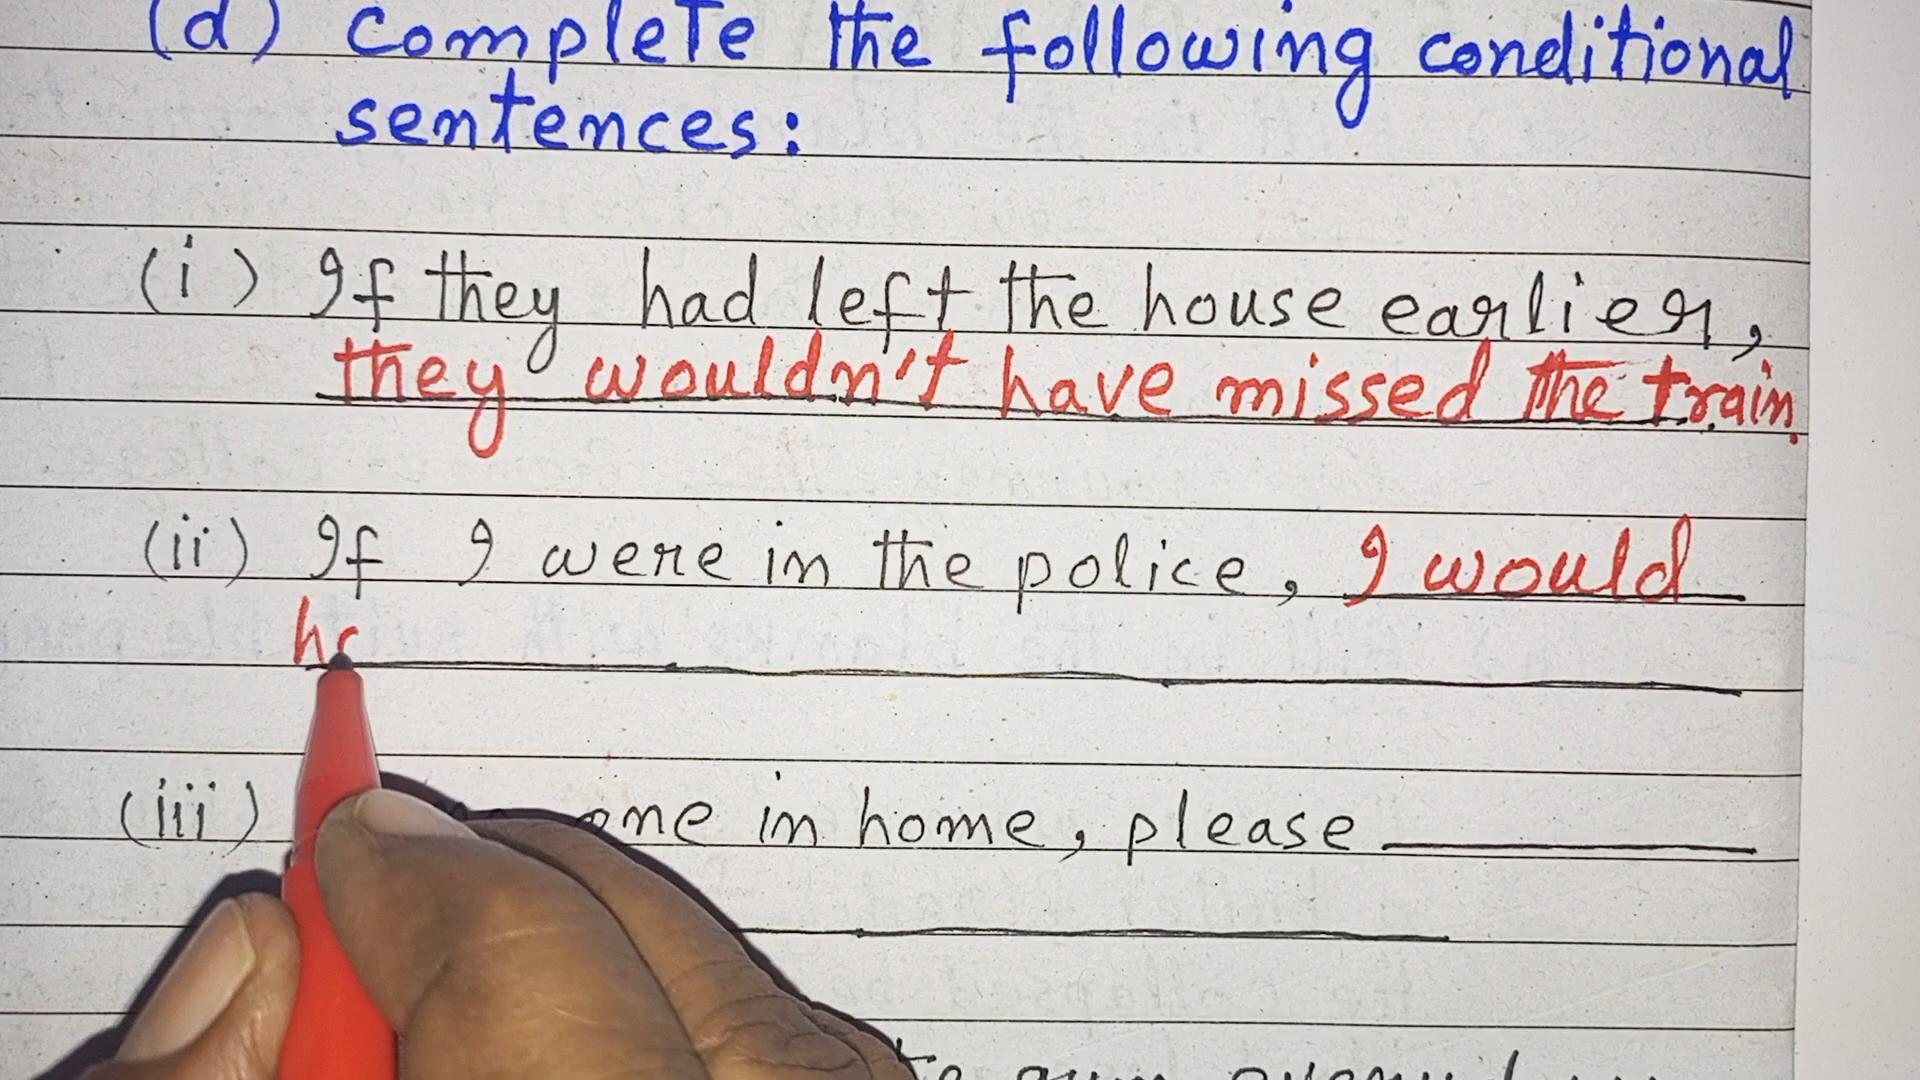 (d) Complete the following conditional
sentences:
(i) If they had left the house earlier,
they wouldn't have missed the train.
(ii) If I were in the police, I would
(iii) one in home, please